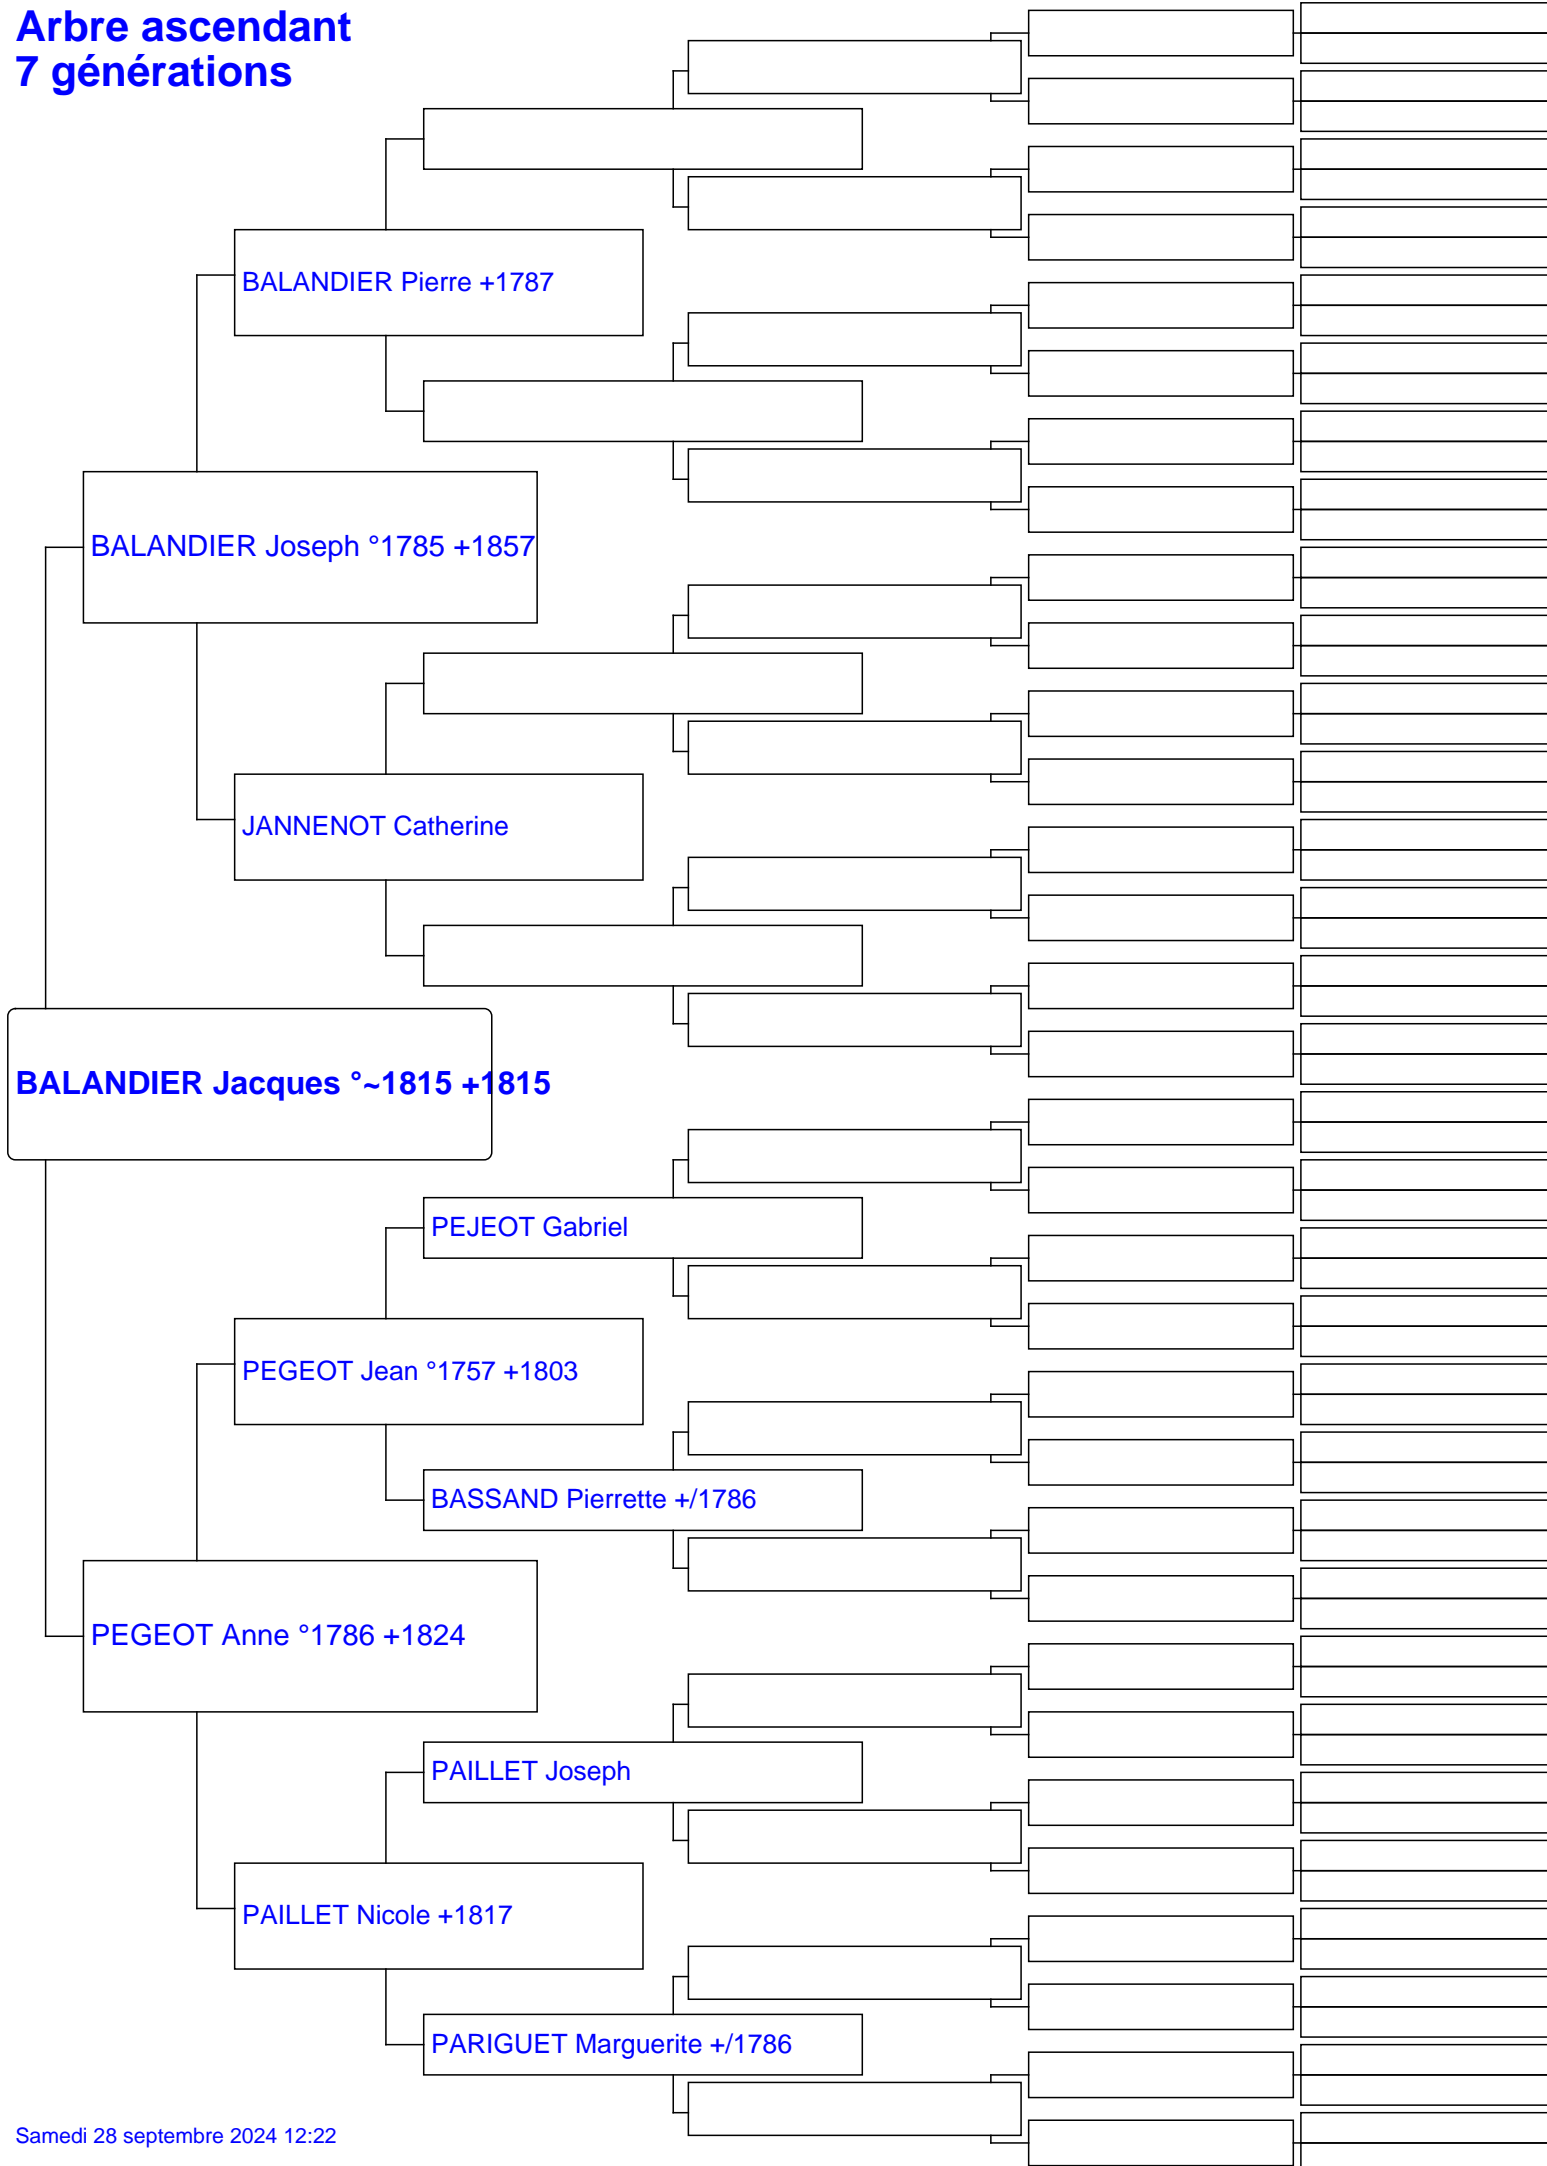 Arbre ascendant
7 générations
BALANDIER Pierre +1787
BALANDIER Joseph °1785 +1857
JANNENOT Catherine
BALANDIER Jacques °~1815 +1815
PEJEOT Gabriel
PEGEOT Jean °1757 +1803
BASSAND Pierrette +/1786
PEGEOT Anne °1786 +1824
PAILLET Joseph
PAILLET Nicole +1817
PARIGUET Marguerite +/1786
Samedi 28 septembre 2024 12:22